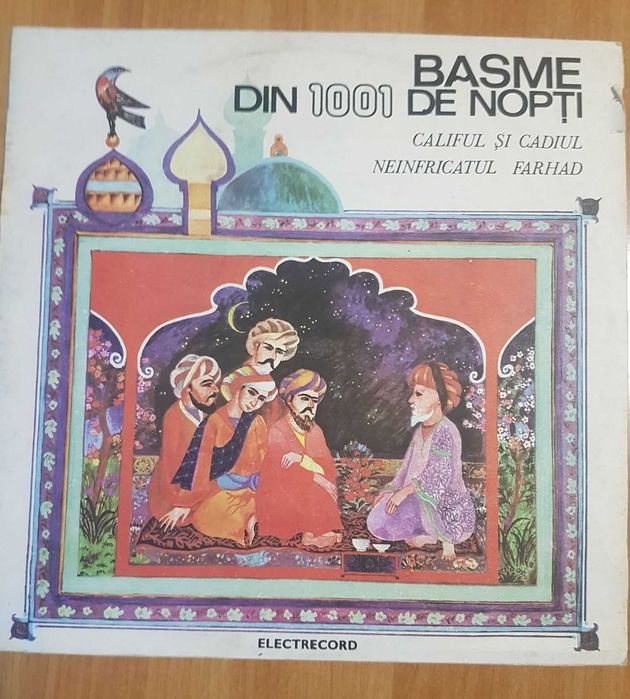 BASME
DIN 1001 DE NOPȚI
CALIFUL ȘI CADIUL
NEINFRICATUL FARHAD
ELECTRECORD